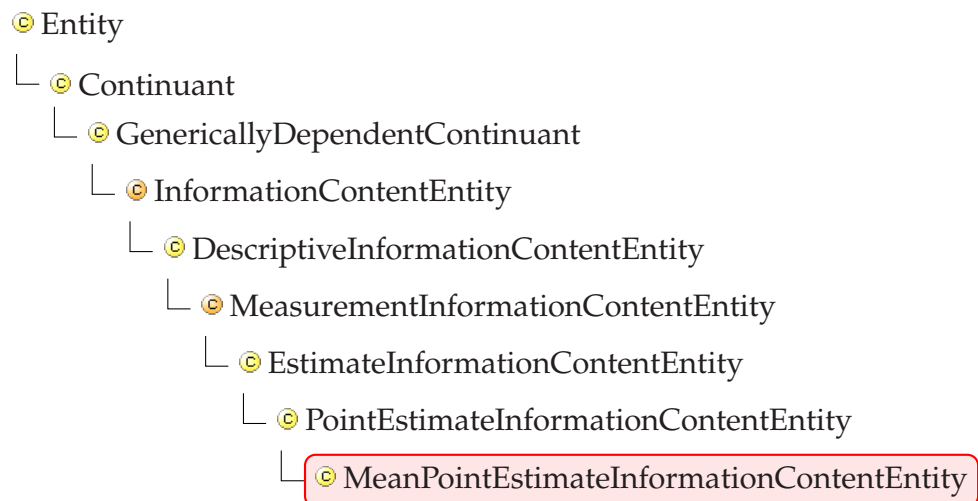 Entity
Continuant
GenericallyDependentContinuant
InformationContentEntity
DescriptiveInformationContentEntity
MeasurementInformationContentEntity
EstimateInformationContentEntity
PointEstimateInformationContentEntity
MeanPointEstimateInformationContentEntity